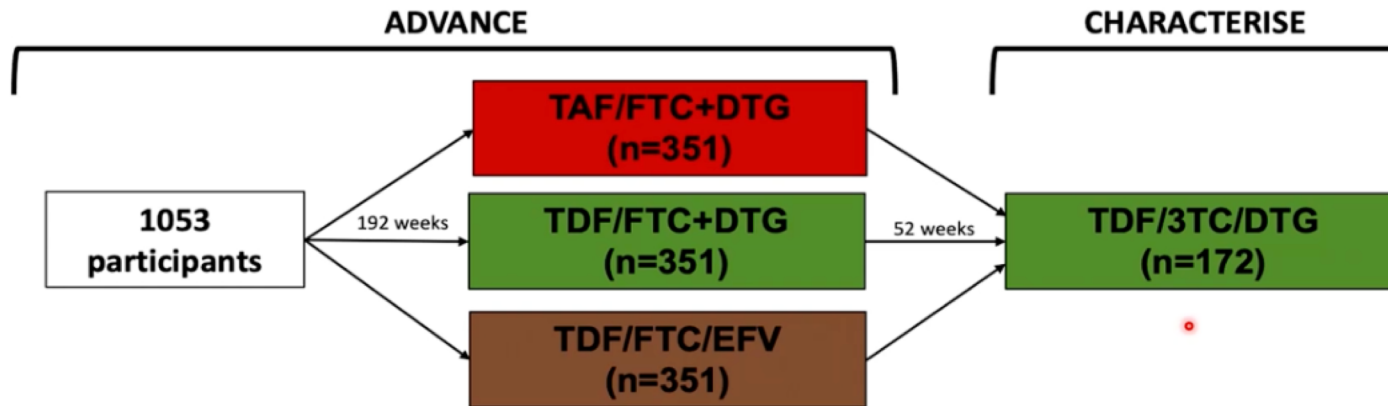 ADVANCE
CHARACTERISE
TAF/FTC+DTG
(n=351)
1053
participants
192 weeks
TDF/FTC+DTG
(n=351)
52 weeks
TDF/3TC/DTG
(n=172)
TDF/FTC/EFV
(n=351)